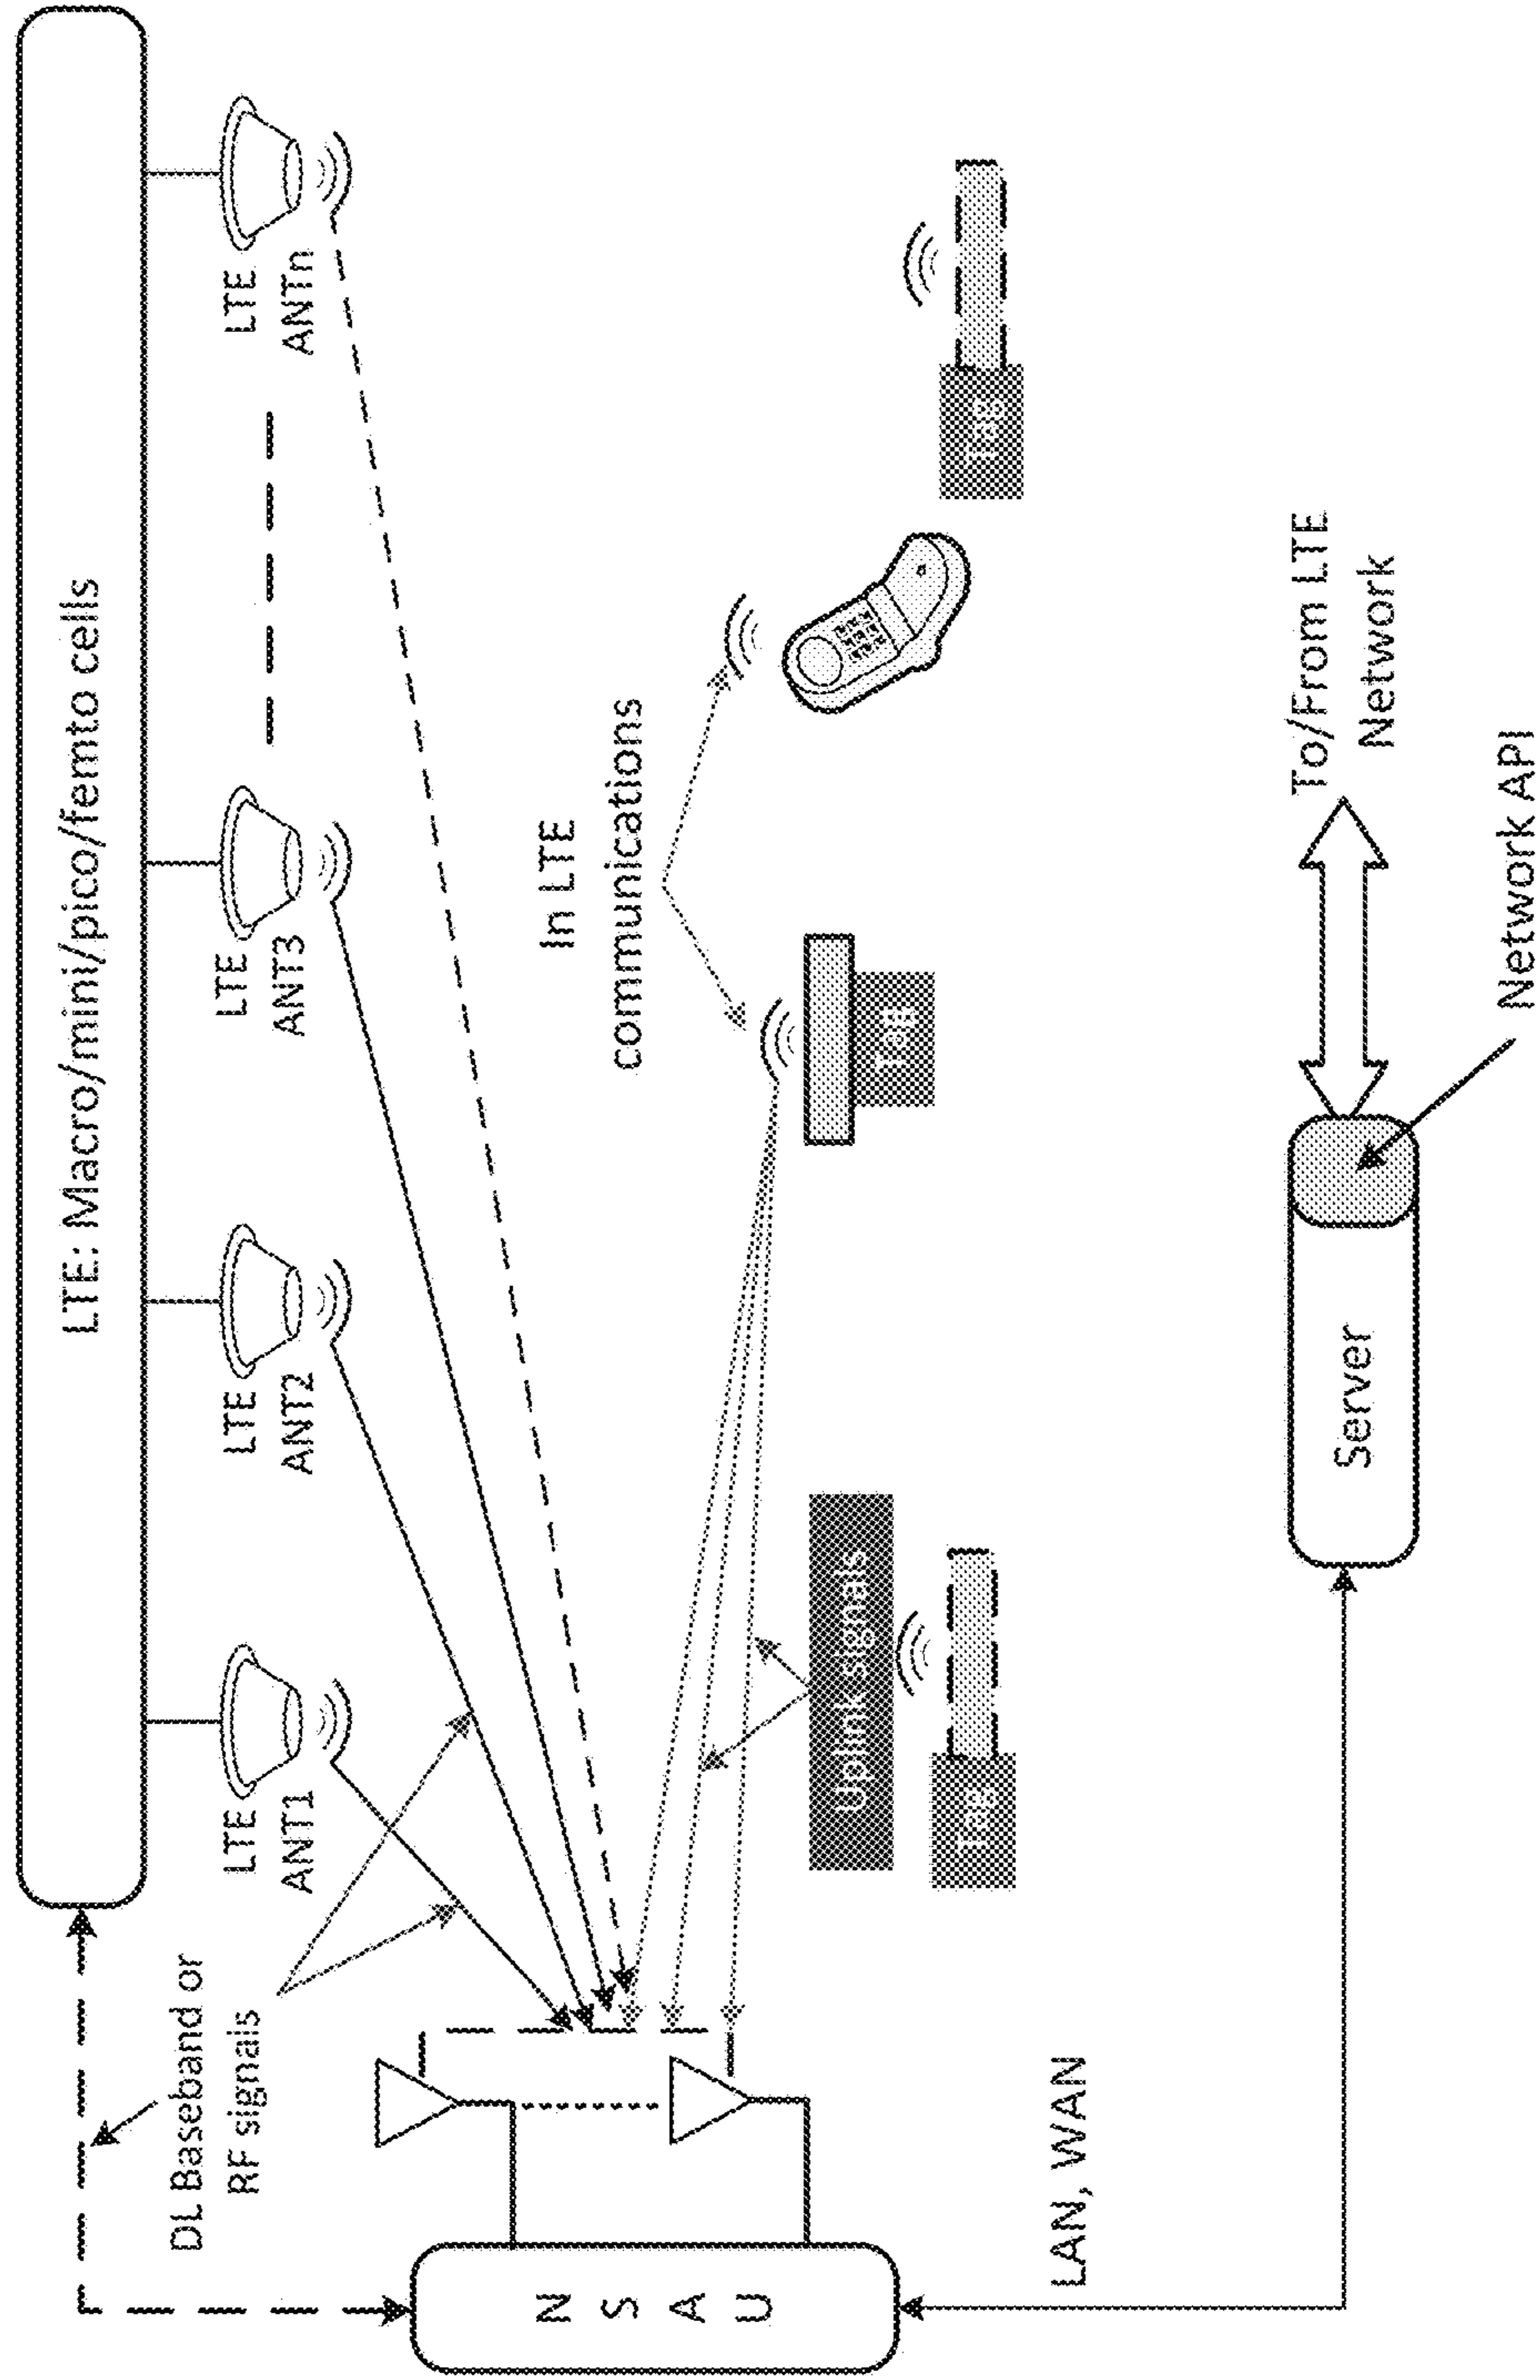 LTE: Macro/mini/pico/femto cells
DL Baseband or
RF signals
LTE
ANT1
LTE
ANT2
LTE
ANT3
LTE
ANTn
N
S
A
U
In LTE
communications
Uplink signals
Tag
Tag
Tag
LAN, WAN
Server
To/From LTE
Network
Network API